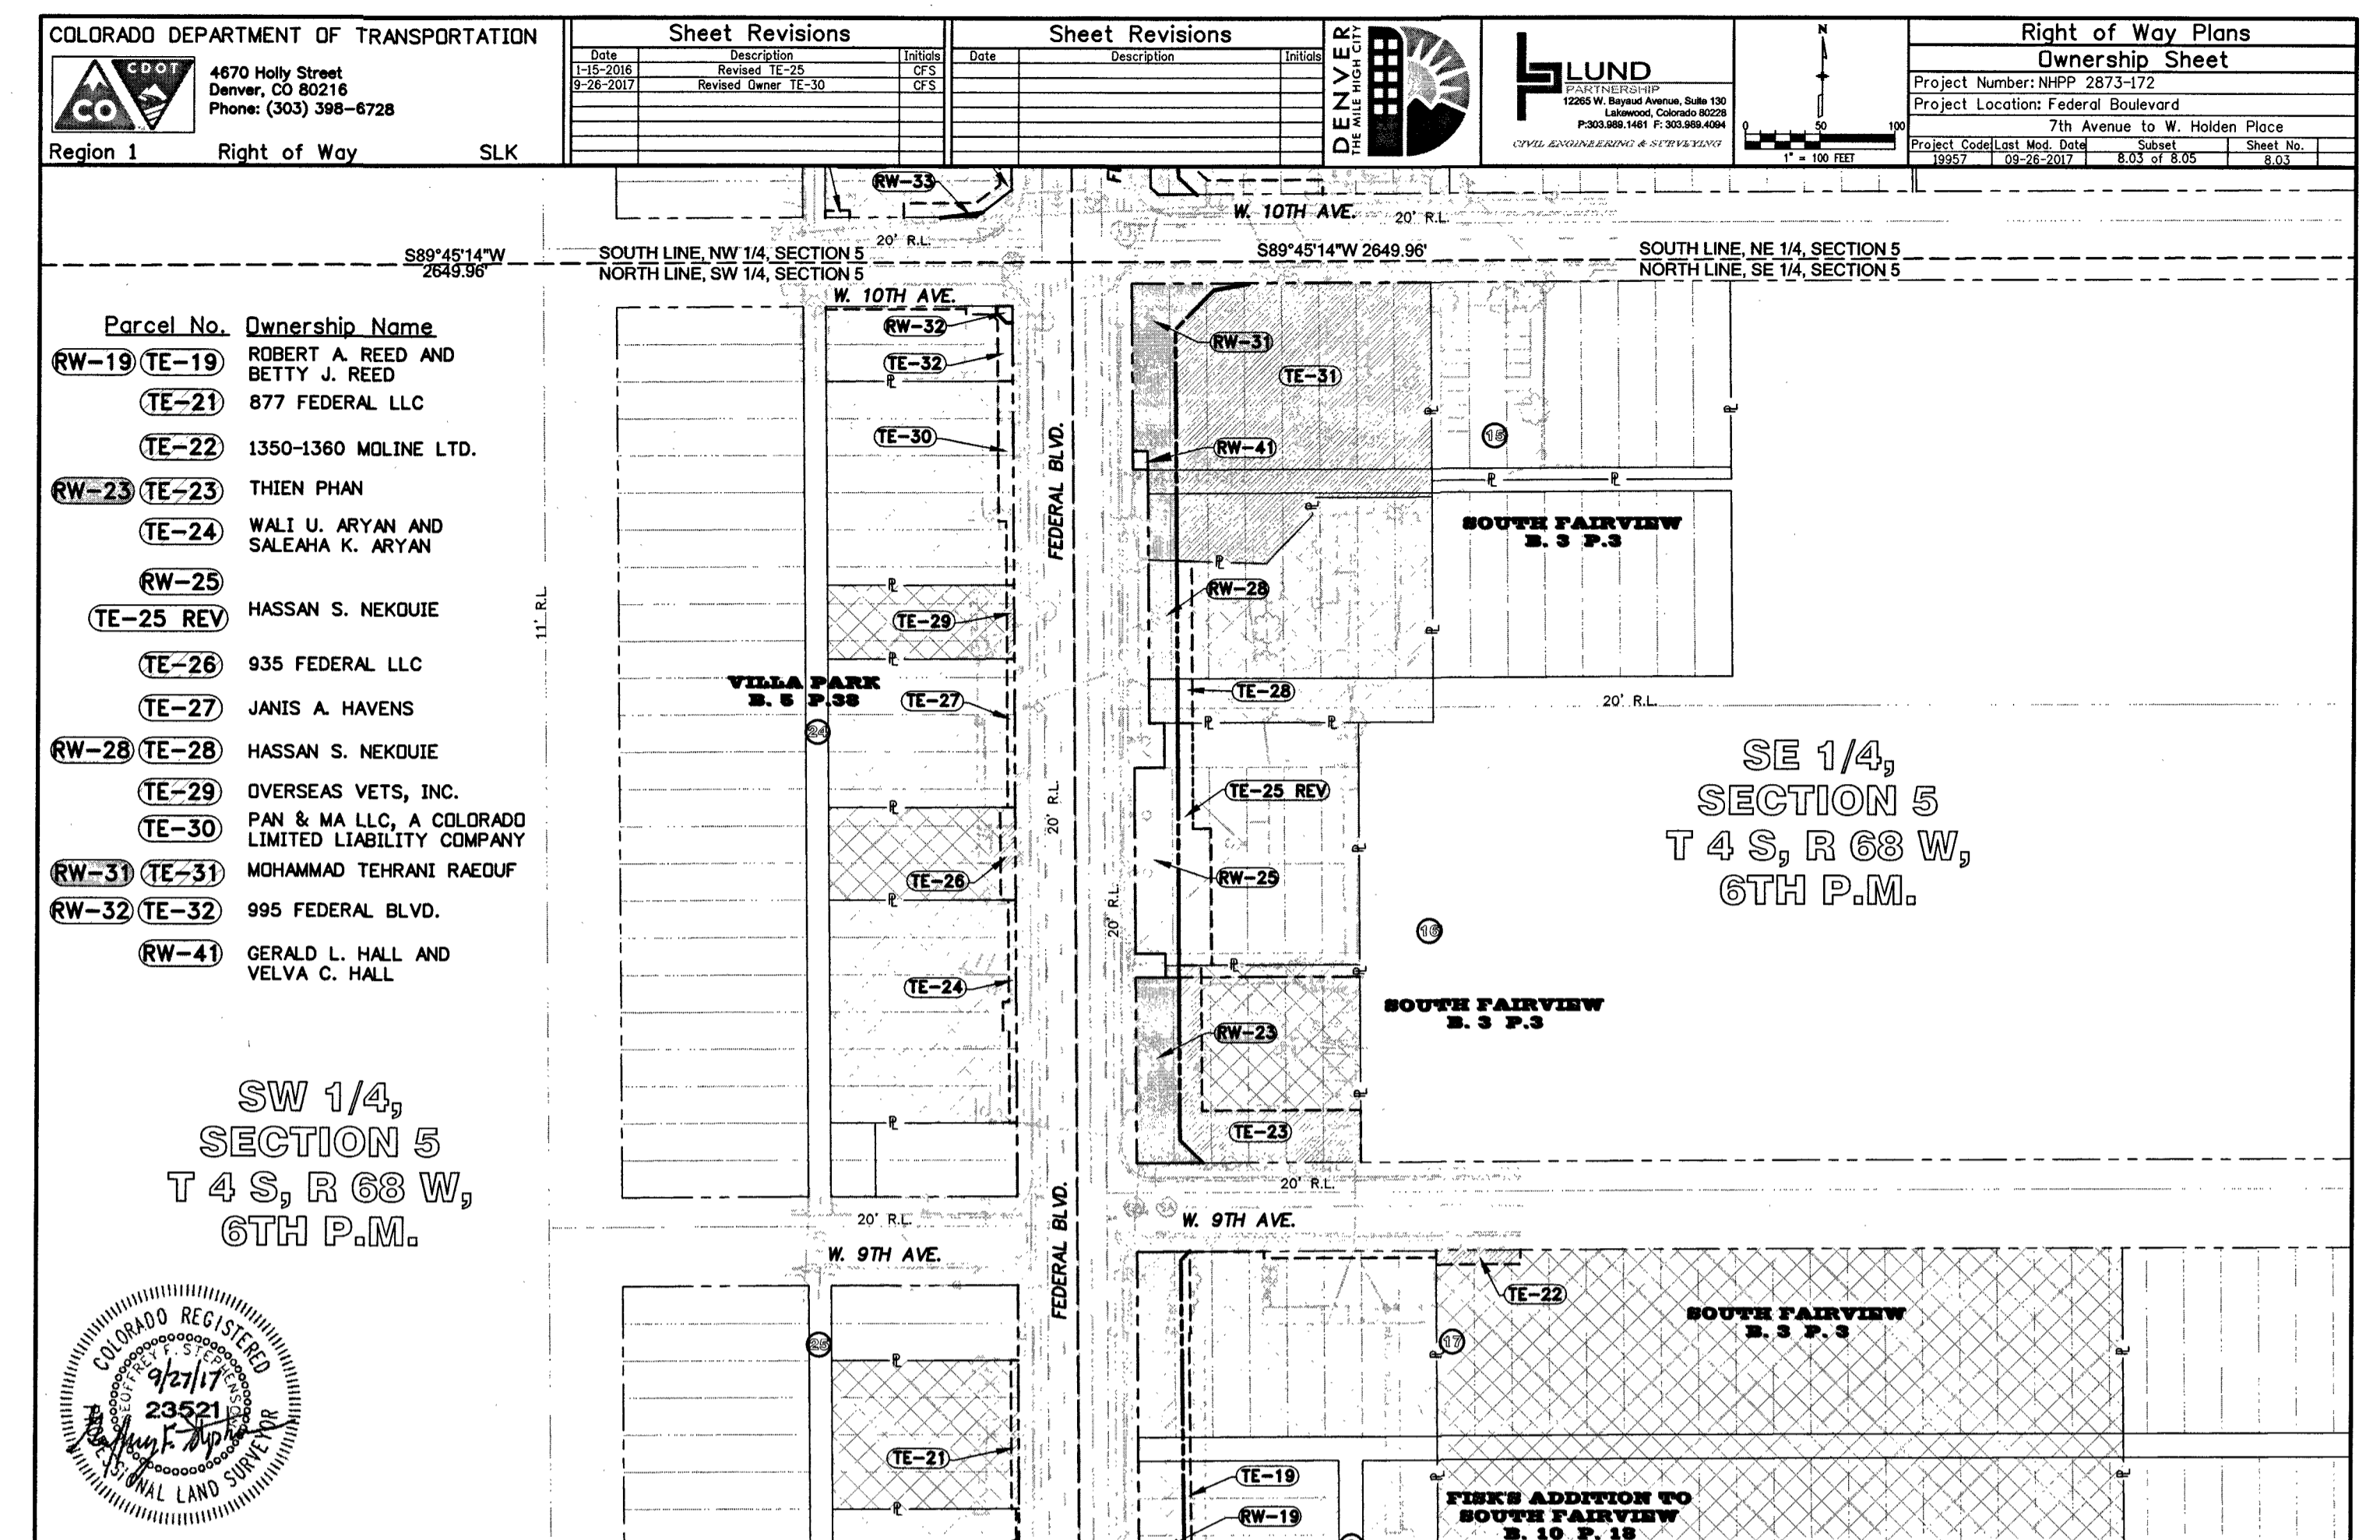 COLORADO DEPARTMENT OF TRANSPORTATION
CDOT
CO
4670 Holly Street
Denver, CO 80216
Phone: (303) 398-6728
Region 1 Right of Way SLK
Sheet Revisions
Date Description Initials
1-15-2016 Revised TE-25 CFS
9-26-2017 Revised Owner TE-30 CFS
Sheet Revisions
Date Description Initials
DENVER
THE MILE HIGH CITY
LUND
PARTNERSHIP
12265 W. Bayaud Avenue, Suite 130
Lakewood, Colorado 80228
P:303.989.1461 F: 303.989.4094
CIVIL ENGINEERING & SURVEYING
N
0 50 100
1" = 100 FEET
Right of Way Plans
Ownership Sheet
Project Number: NHPP 2873-172
Project Location: Federal Boulevard
7th Avenue to W. Holden Place
Project Code Last Mod. Date Subset Sheet No.
19957 09-26-2017 8.03 of 8.05 8.03
RW-33
W. 10TH AVE. 20' R.L.
20' R.L.
S89°45'14"W
2649.96'
SOUTH LINE, NW 1/4, SECTION 5
NORTH LINE, SW 1/4, SECTION 5
S89°45'14"W 2649.96'
SOUTH LINE, NE 1/4, SECTION 5
NORTH LINE, SE 1/4, SECTION 5
W. 10TH AVE.
Parcel No. Ownership Name
RW-19 TE-19 ROBERT A. REED AND
BETTY J. REED
TE-21 877 FEDERAL LLC
TE-22 1350-1360 MOLINE LTD.
RW-23 TE-23 THIEN PHAN
TE-24 WALI U. ARYAN AND
SALEAHA K. ARYAN
RW-25
TE-25 REV HASSAN S. NEKOUIE
TE-26 935 FEDERAL LLC
TE-27 JANIS A. HAVENS
RW-28 TE-28 HASSAN S. NEKOUIE
TE-29 OVERSEAS VETS, INC.
TE-30 PAN & MA LLC, A COLORADO
LIMITED LIABILITY COMPANY
RW-31 TE-31 MOHAMMAD TEHRANI RAEOUF
RW-32 TE-32 995 FEDERAL BLVD.
RW-41 GERALD L. HALL AND
VELVA C. HALL
11' R.L.
RW-32
TE-32
TE-30
TE-29
VILLA PARK
B. 5 P.38
24
TE-27
TE-26
TE-24
FEDERAL BLVD.
20' R.L.
20' R.L.
RW-31
TE-31
RW-41
15
SOUTH FAIRVIEW
B. 3 P.3
RW-28
TE-28
20' R.L.
TE-25 REV
RW-25
16
SE 1/4,
SECTION 5
T 4 S, R 68 W,
6TH P.M.
SOUTH FAIRVIEW
B. 3 P.3
RW-23
TE-23
20' R.L.
W. 9TH AVE.
SW 1/4,
SECTION 5
T 4 S, R 68 W,
6TH P.M.
20' R.L.
W. 9TH AVE.
FEDERAL BLVD.
COLORADO REGISTERED
GEOFFREY F. STEPHENSON
9/27/17
23521
PROFESSIONAL LAND SURVEYOR
25
TE-21
TE-22
17
SOUTH FAIRVIEW
B. 3 P. 3
TE-19
RW-19
FISK'S ADDITION TO
SOUTH FAIRVIEW
B. 10 P. 18